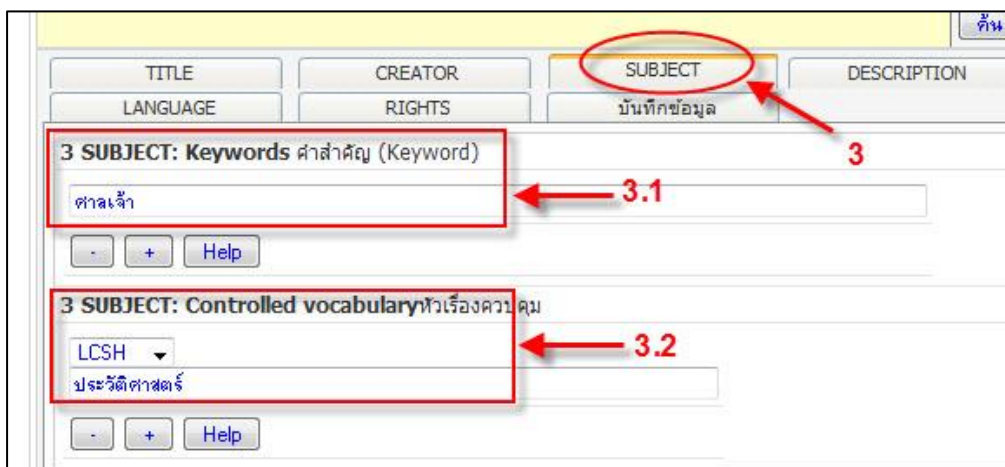 ค้น
TITLE CREATOR SUBJECT DESCRIPTION
LANGUAGE RIGHTS บันทึกข้อมูล
3
3 SUBJECT: Keywords คำสำคัญ (Keyword)
ศาลเจ้า
3.1
- + Help
3 SUBJECT: Controlled vocabularyหัวเรื่องควบคุม
LCSH
3.2
ประวัติศาสตร์
- + Help